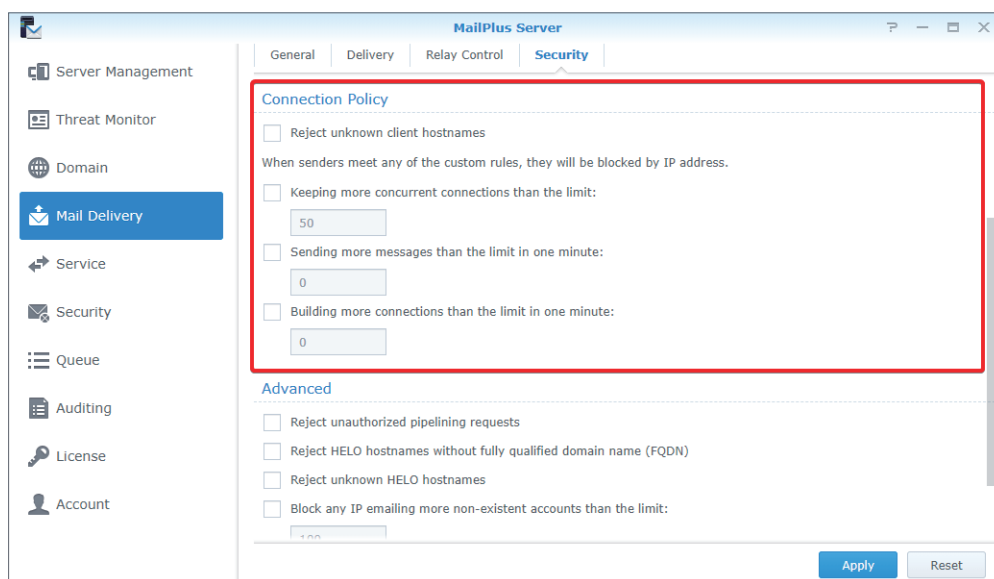 MailPlus Server
Server Management
Threat Monitor
Domain
Mail Delivery
Service
Security
Queue
Auditing
License
Account
General Delivery Relay Control Security
Connection Policy
Reject unknown client hostnames
When senders meet any of the custom rules, they will be blocked by IP address.
Keeping more concurrent connections than the limit:
50
Sending more messages than the limit in one minute:
0
Building more connections than the limit in one minute:
0
Advanced
Reject unauthorized pipelining requests
Reject HELO hostnames without fully qualified domain name (FQDN)
Reject unknown HELO hostnames
Block any IP emailing more non-existent accounts than the limit:
Apply Reset